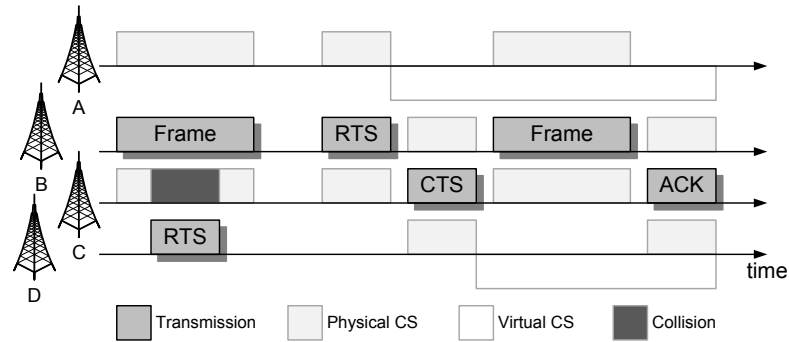 A
Frame RTS Frame
B
CTS ACK
C
RTS
time
D
Transmission Physical CS Virtual CS Collision